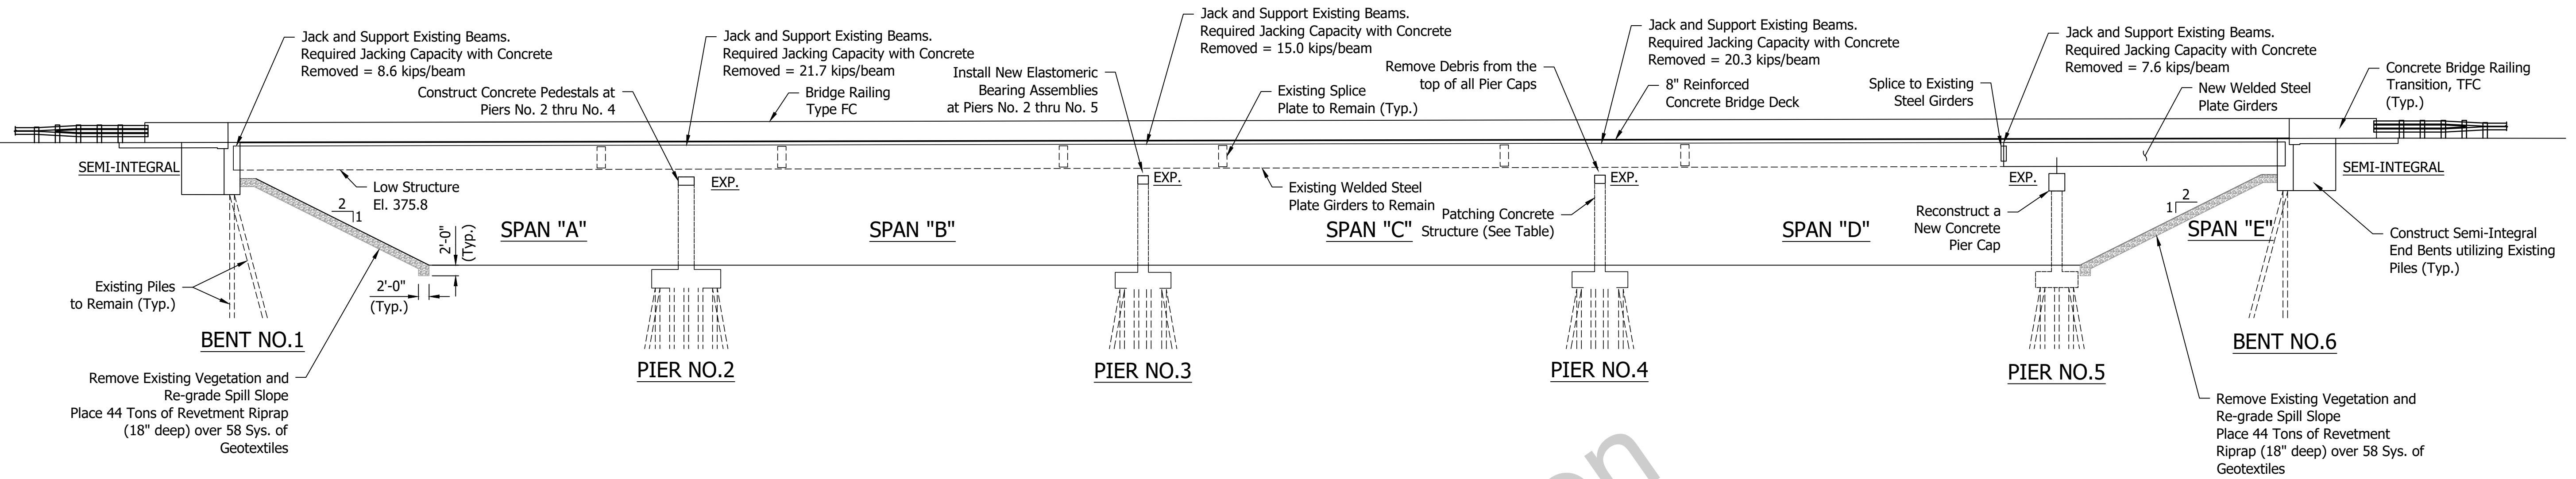 Jack and Support Existing Beams.
Required Jacking Capacity with Concrete
Removed = 8.6 kips/beam
Jack and Support Existing Beams.
Required Jacking Capacity with Concrete
Removed = 21.7 kips/beam
Jack and Support Existing Beams.
Required Jacking Capacity with Concrete
Removed = 15.0 kips/beam
Jack and Support Existing Beams.
Required Jacking Capacity with Concrete
Removed = 20.3 kips/beam
Jack and Support Existing Beams.
Required Jacking Capacity with Concrete
Removed = 7.6 kips/beam
Construct Concrete Pedestals at
Piers No. 2 thru No. 4
Bridge Railing
Type FC
Install New Elastomeric
Bearing Assemblies
at Piers No. 2 thru No. 5
Existing Splice
Plate to Remain (Typ.)
Remove Debris from the
top of all Pier Caps
8" Reinforced
Concrete Bridge Deck
Splice to Existing
Steel Girders
New Welded Steel
Plate Girders
Concrete Bridge Railing
Transition, TFC
(Typ.)
SEMI-INTEGRAL
Low Structure
El. 375.8
EXP.
EXP.
Existing Welded Steel
Plate Girders to Remain
EXP.
EXP.
SEMI-INTEGRAL
2
1
SPAN "A"
SPAN "B"
SPAN "C"
Patching Concrete
Structure (See Table)
SPAN "D"
Reconstruct a
New Concrete
Pier Cap
2
1
SPAN "E"
Construct Semi-Integral
End Bents utilizing Existing
Piles (Typ.)
2'-0"
(Typ.)
Existing Piles
to Remain (Typ.)
2'-0"
(Typ.)
BENT NO.1
PIER NO.2
PIER NO.3
PIER NO.4
PIER NO.5
BENT NO.6
Remove Existing Vegetation and
Re-grade Spill Slope
Place 44 Tons of Revetment Riprap
(18" deep) over 58 Sys. of
Geotextiles
Remove Existing Vegetation and
Re-grade Spill Slope
Place 44 Tons of Revetment
Riprap (18" deep) over 58 Sys. of
Geotextiles